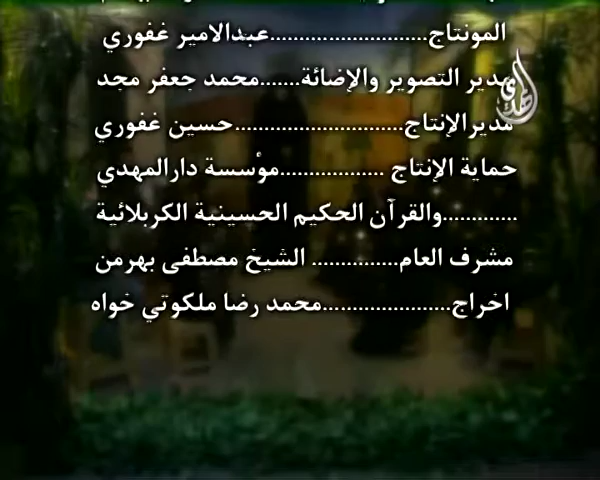 المونتاج...........................عبدالامير غفوري
مدير التصوير والإضائة.......محمد جعفر مجد
مديرالإنتاج.............................حسين غفوري
حماية الإنتاج ..................مؤسسة دارالمهدي
.............والقرآن الحكيم الحسينية الكربلائية
مشرف العام............... الشيخ مصطفى بهرمن
اخراج......................محمد رضا ملكوتي خواه